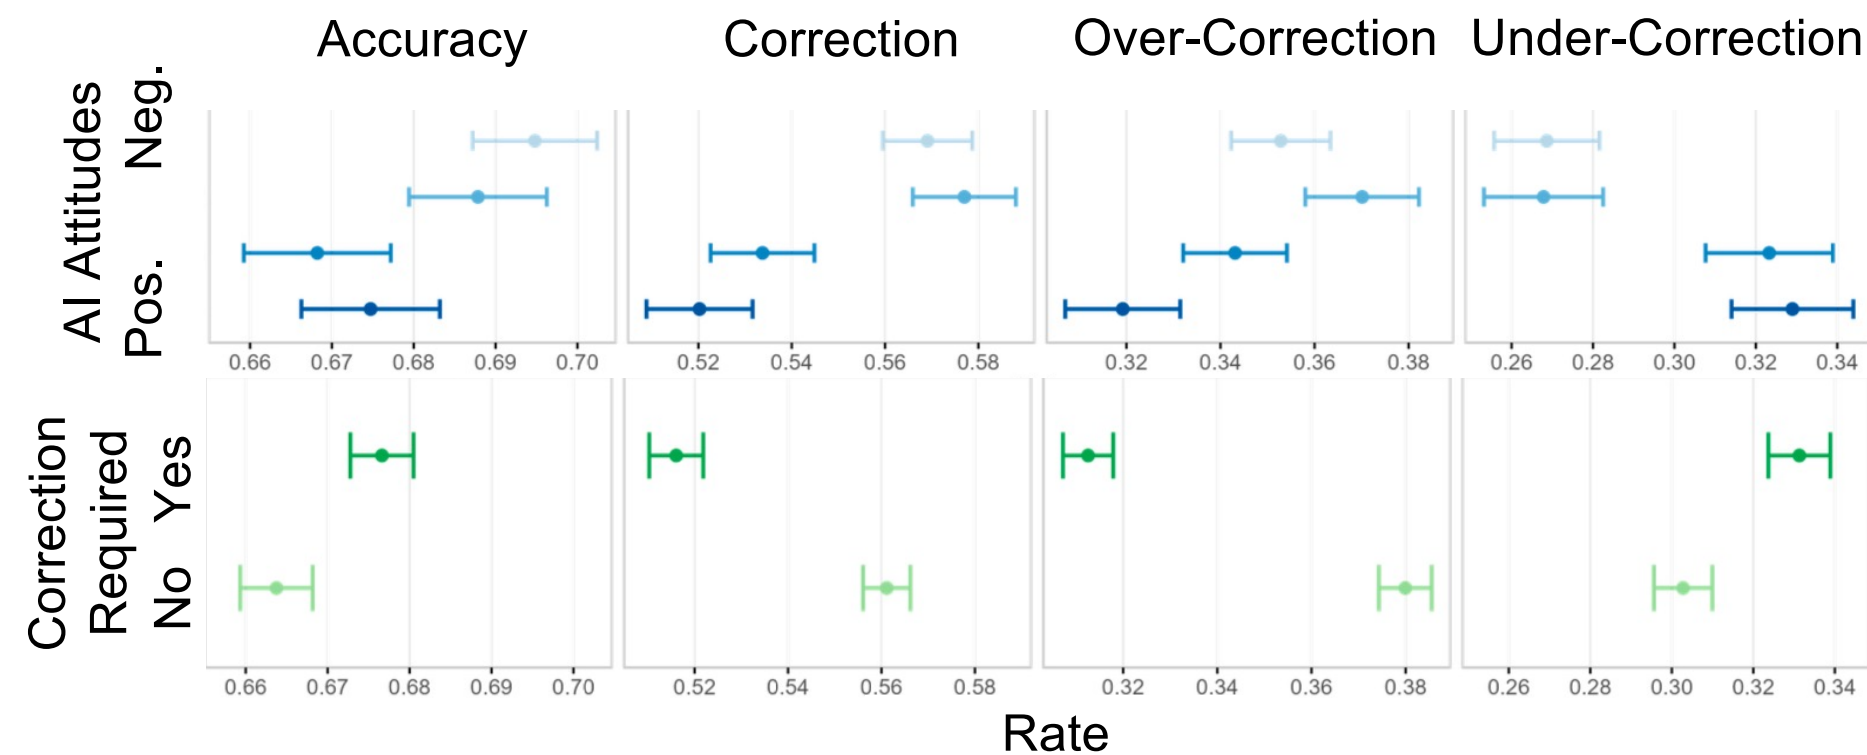 Accuracy Correction Over-Correction Under-Correction
AI Attitudes
Neg.
Pos.
0.66 0.67 0.68 0.69 0.70 0.52 0.54 0.56 0.58 0.32 0.34 0.36 0.38 0.26 0.28 0.30 0.32 0.34
Correction
Required
Yes
No
0.66 0.67 0.68 0.69 0.70 0.52 0.54 0.56 0.58 0.32 0.34 0.36 0.38 0.26 0.28 0.30 0.32 0.34
Rate